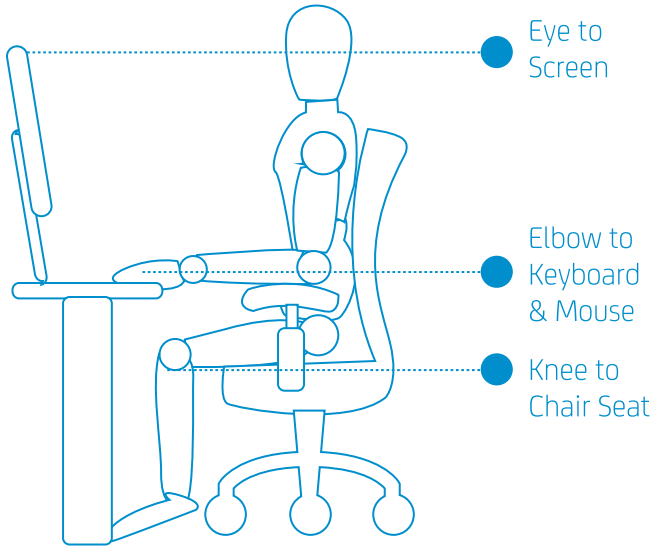 Eye to
Screen
Elbow to
Keyboard
& Mouse
Knee to
Chair Seat